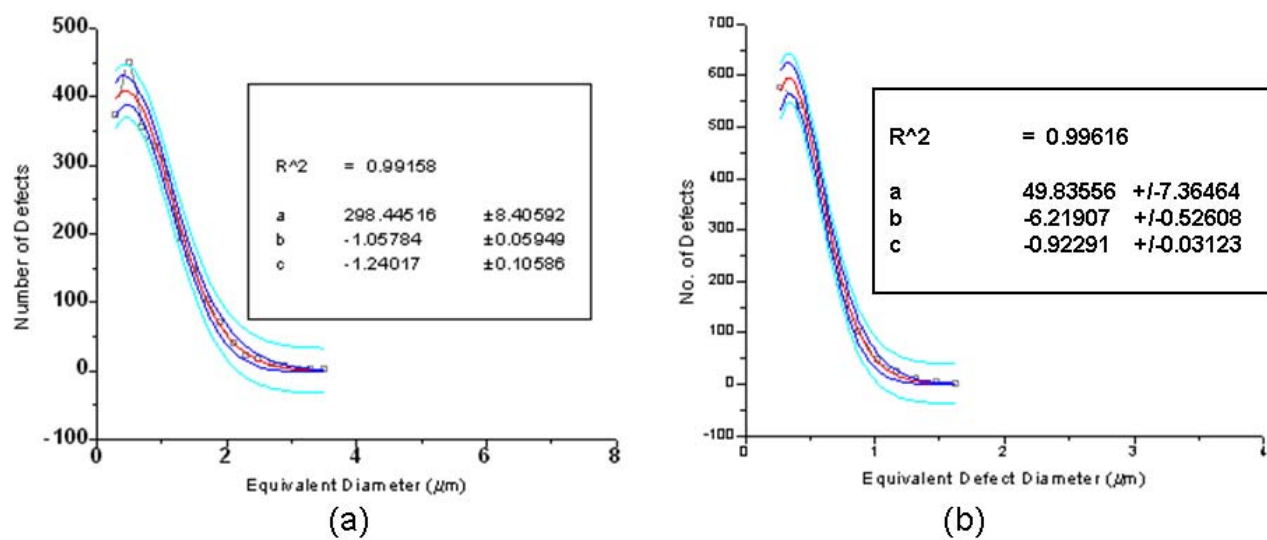 500
400
300
200
100
0
-100
Number of Defects
0 2 4 6 8
Equivalent Diameter (μm)
R^2 = 0.99158
a 298.44516 ±8.40592
b -1.05784 ±0.05949
c -1.24017 ±0.10586
(a)
700
600
500
400
300
200
100
0
-100
No. of Defects
0 1 2 3 4
Equivalent Defect Diameter (μm)
R^2 = 0.99616
a 49.83556 +/-7.36464
b -6.21907 +/-0.52608
c -0.92291 +/-0.03123
(b)